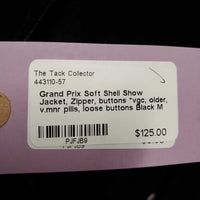 The Tack Collector
443110-57
Grand Prix Soft Shell Show
Jacket, Zipper, buttons *vgc, older,
v.mnr pills, loose buttons Black M
$125.00
PJFJB9